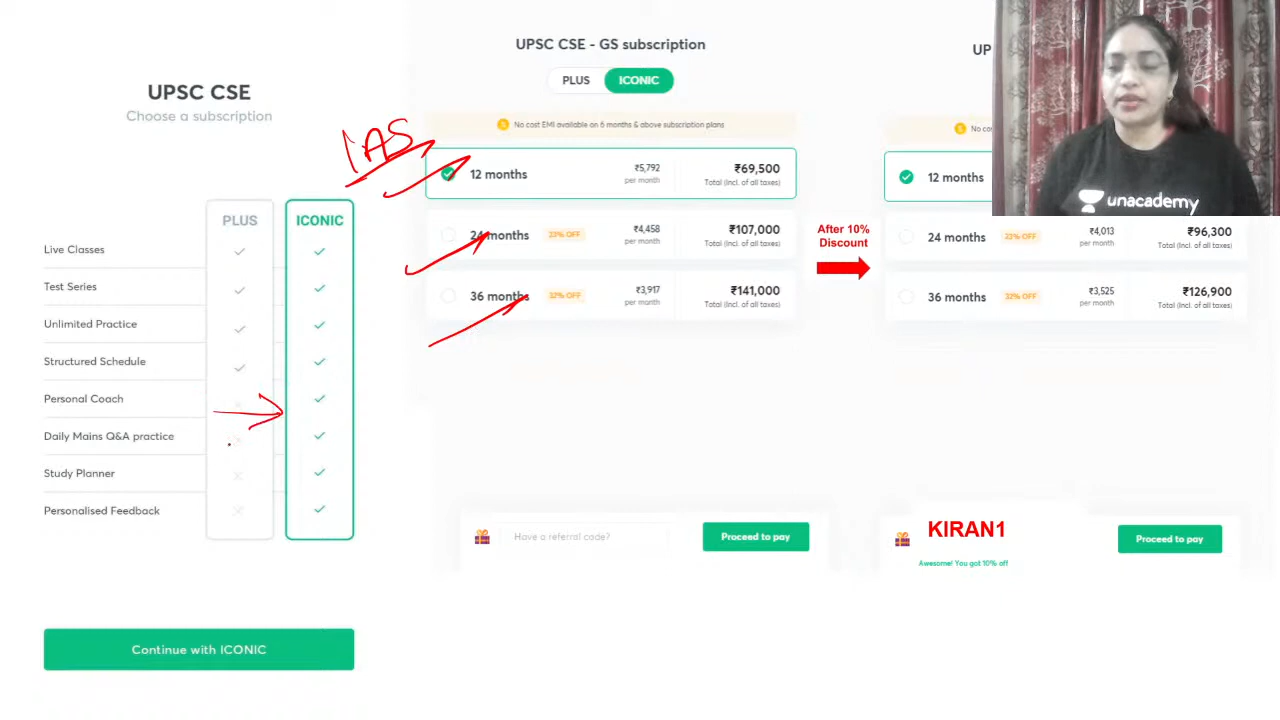 UPSC CSE
Choose a subscription
PLUS ICONIC
Live Classes
Test Series
Unlimited Practice
Structured Schedule
Personal Coach
Daily Mains Q&A practice
Study Planner
Personalised Feedback
Continue with ICONIC
IAS
UPSC CSE - GS subscription
PLUS ICONIC
No cost EMI available on 6 months & above subscription plans
12 months ₹5,792 per month ₹69,500 Total (Incl. of all taxes)
24 months 23% OFF ₹4,458 per month ₹107,000 Total (Incl. of all taxes)
36 months 32% OFF ₹3,917 per month ₹141,000 Total (Incl. of all taxes)
Have a referral code? Proceed to pay
After 10%
Discount
UP
No cos
12 months
24 months 23% OFF ₹4,013 per month ₹96,300 Total (Incl. of all taxes)
36 months 32% OFF ₹3,525 per month ₹126,900 Total (Incl. of all taxes)
KIRAN1
Awesome! You got 10% off
Proceed to pay
unacademy